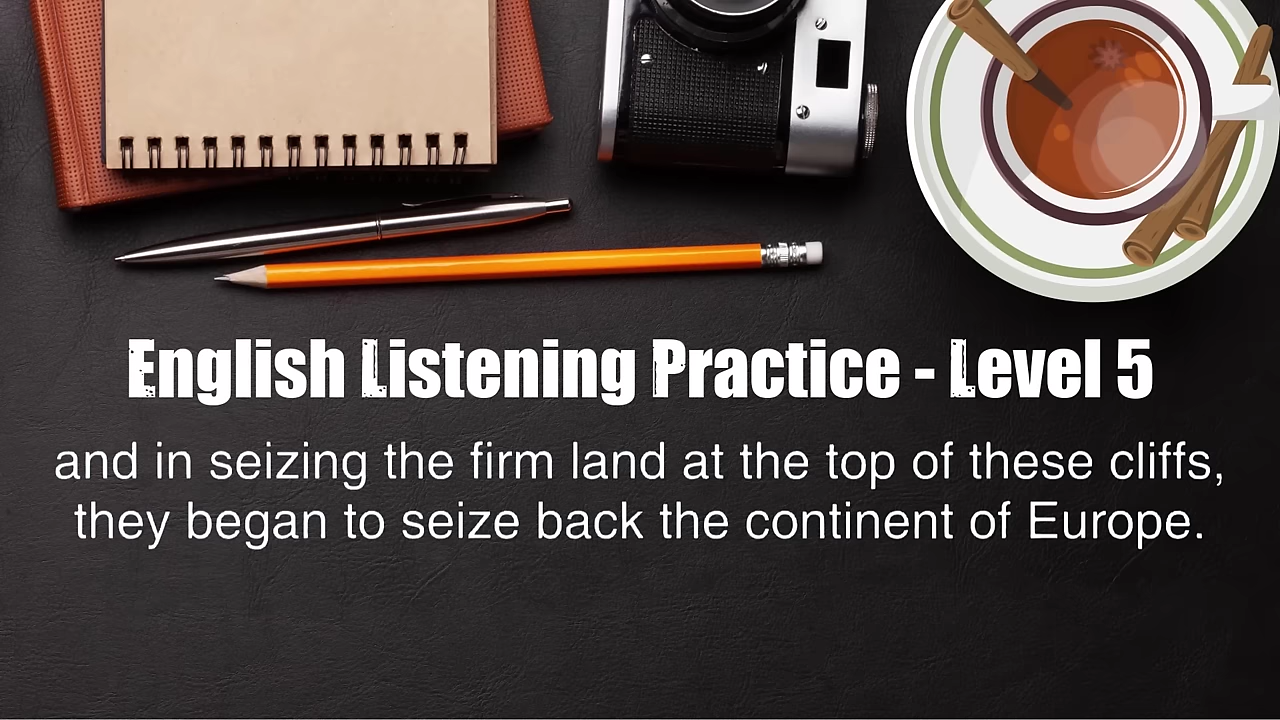 English Listening Practice - Level 5
and in seizing the firm land at the top of these cliffs,
they began to seize back the continent of Europe.